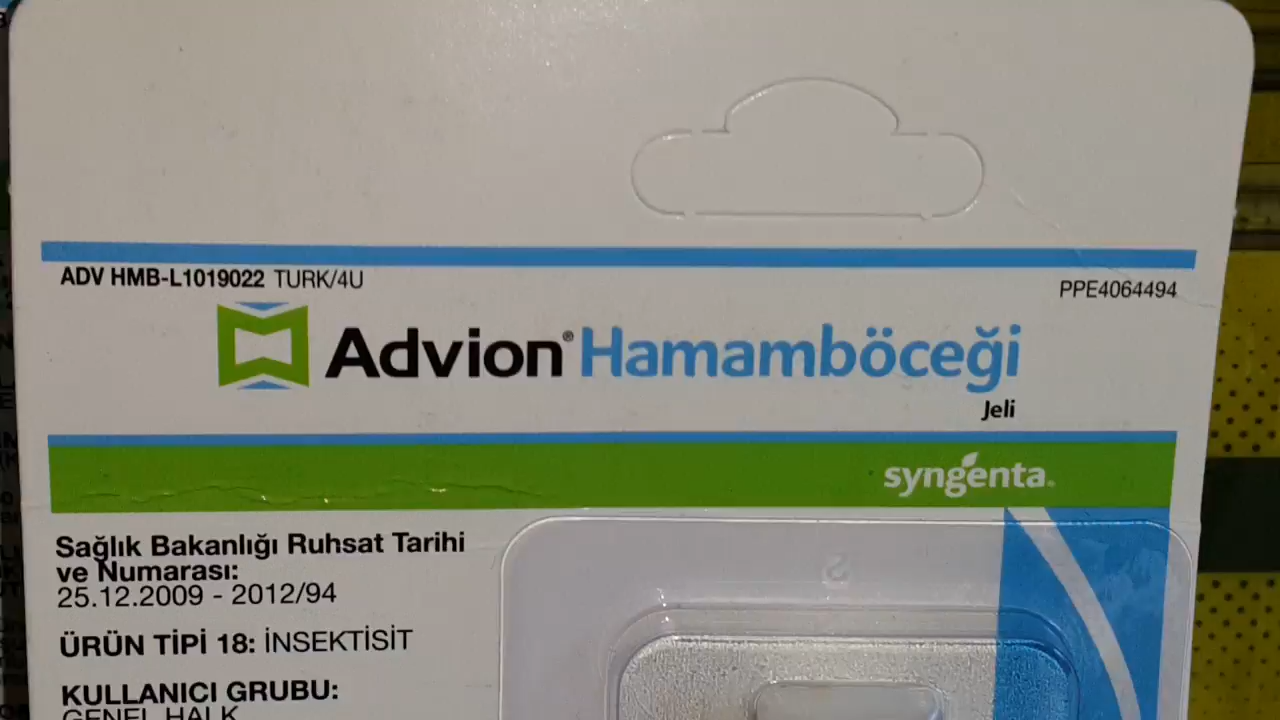 ADV HMB-L1019022 TURK/4U
PPE4064494
Advion® Hamamböceği
Jeli
syngenta.
Sağlık Bakanlığı Ruhsat Tarihi
ve Numarası:
25.12.2009 - 2012/94
ÜRÜN TİPİ 18: İNSEKTİSİT
KULLANICI GRUBU:
GENEL HALK